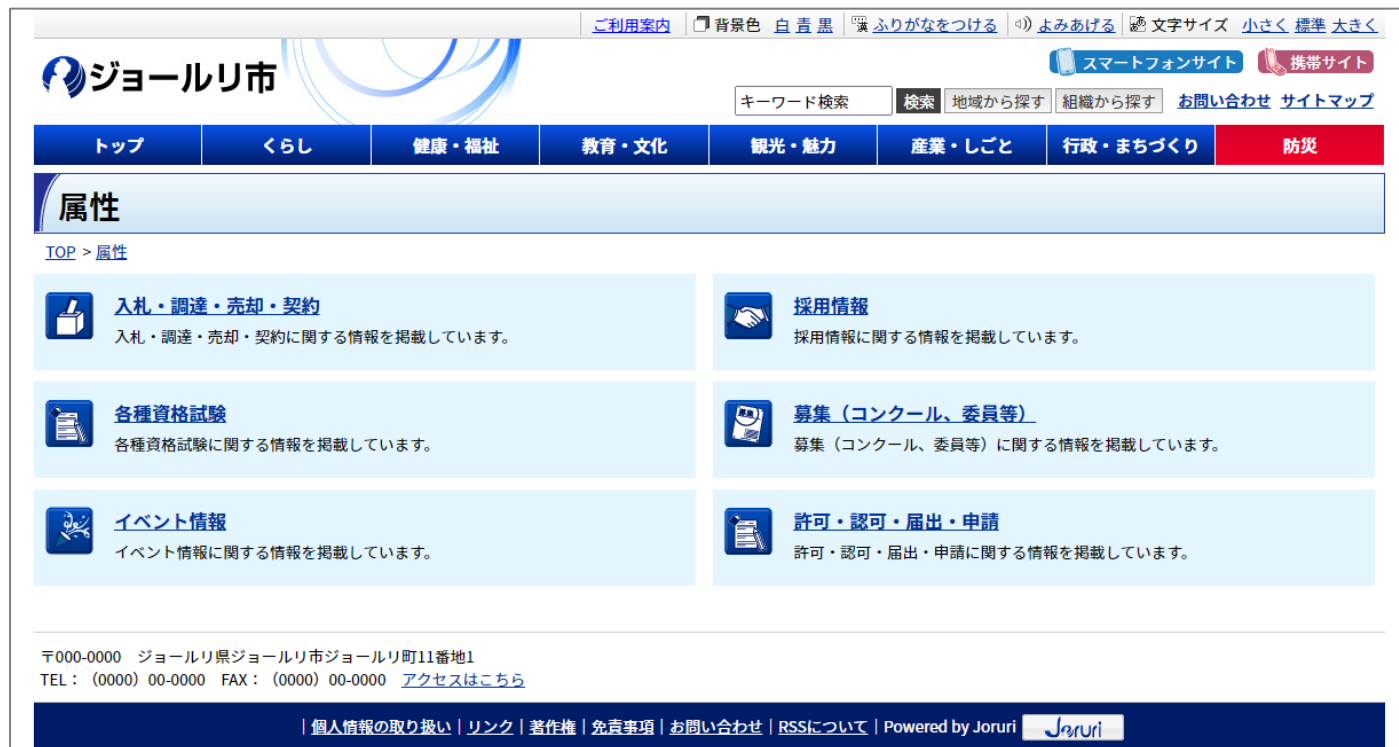 ご利用案内 背景色 白 青 黒 ふりがなをつける よみあげる 文字サイズ 小さく 標準 大きく
ジョールリ市
スマートフォンサイト 携帯サイト
キーワード検索 検索 地域から探す 組織から探す お問い合わせ サイトマップ
トップ くらし 健康・福祉 教育・文化 観光・魅力 産業・しごと 行政・まちづくり 防災
属性
TOP > 属性
入札・調達・売却・契約
入札・調達・売却・契約に関する情報を掲載しています。
採用情報
採用情報に関する情報を掲載しています。
各種資格試験
各種資格試験に関する情報を掲載しています。
募集（コンクール、委員等）
募集（コンクール、委員等）に関する情報を掲載しています。
イベント情報
イベント情報に関する情報を掲載しています。
許可・認可・届出・申請
許可・認可・届出・申請に関する情報を掲載しています。
〒000-0000　ジョールリ県ジョールリ市ジョールリ町11番地1
TEL：（0000）00-0000　FAX：（0000）00-0000　アクセスはこちら
| 個人情報の取り扱い | リンク | 著作権 | 免責事項 | お問い合わせ | RSSについて | Powered by Joruri Joruri